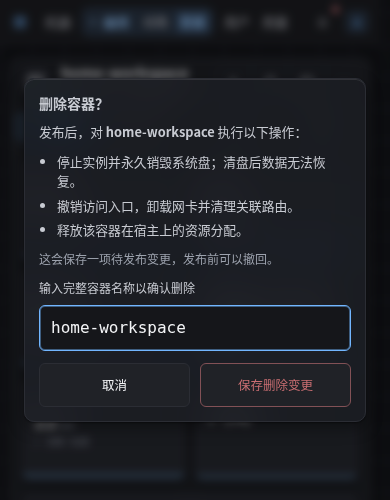 删除容器？
发布后，对 home-workspace 执行以下操作：
停止实例并永久销毁系统盘；清盘后数据无法恢
复。
撤销访问入口，卸载网卡并清理关联路由。
释放该容器在宿主上的资源分配。
这会保存一项待发布变更，发布前可以撤回。
输入完整容器名称以确认删除
home-workspace
取消
保存删除变更